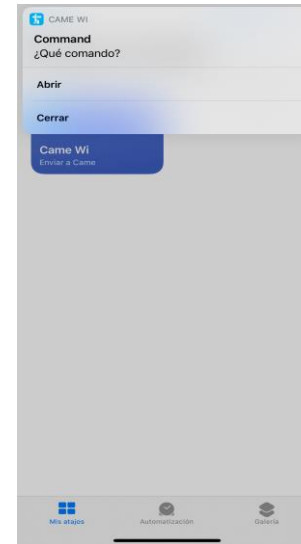 CAME WI
Command
¿Qué comando?
Abrir
Cerrar
Came Wi
Enviar a Came
Mis atajos
Automatización
Galería